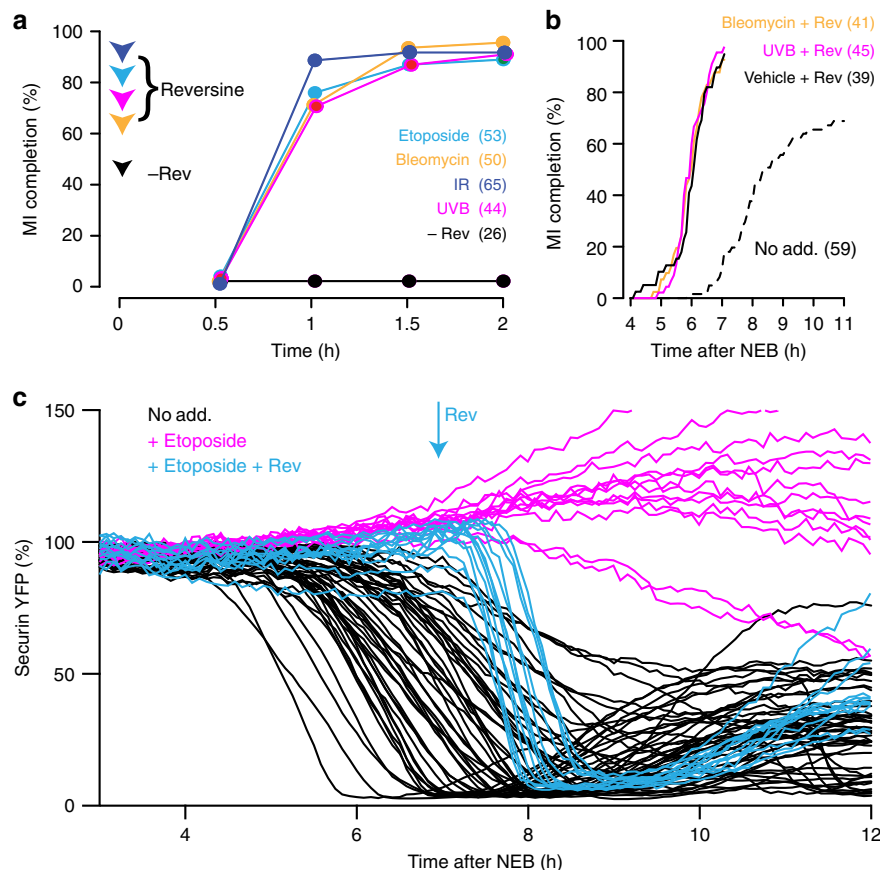 a
MI completion (%)
100
80
60
40
20
0
Reversine
–Rev
Etoposide (53)
Bleomycin (50)
IR (65)
UVB (44)
– Rev (26)
0 0.5 1 1.5 2
Time (h)
b
Bleomycin + Rev (41)
UVB + Rev (45)
Vehicle + Rev (39)
MI completion (%)
100
80
60
40
20
0
No add. (59)
4 5 6 7 8 9 10 11
Time after NEB (h)
c
Securin YFP (%)
150
100
50
0
No add.
+ Etoposide
+ Etoposide + Rev
Rev
4 6 8 10 12
Time after NEB (h)